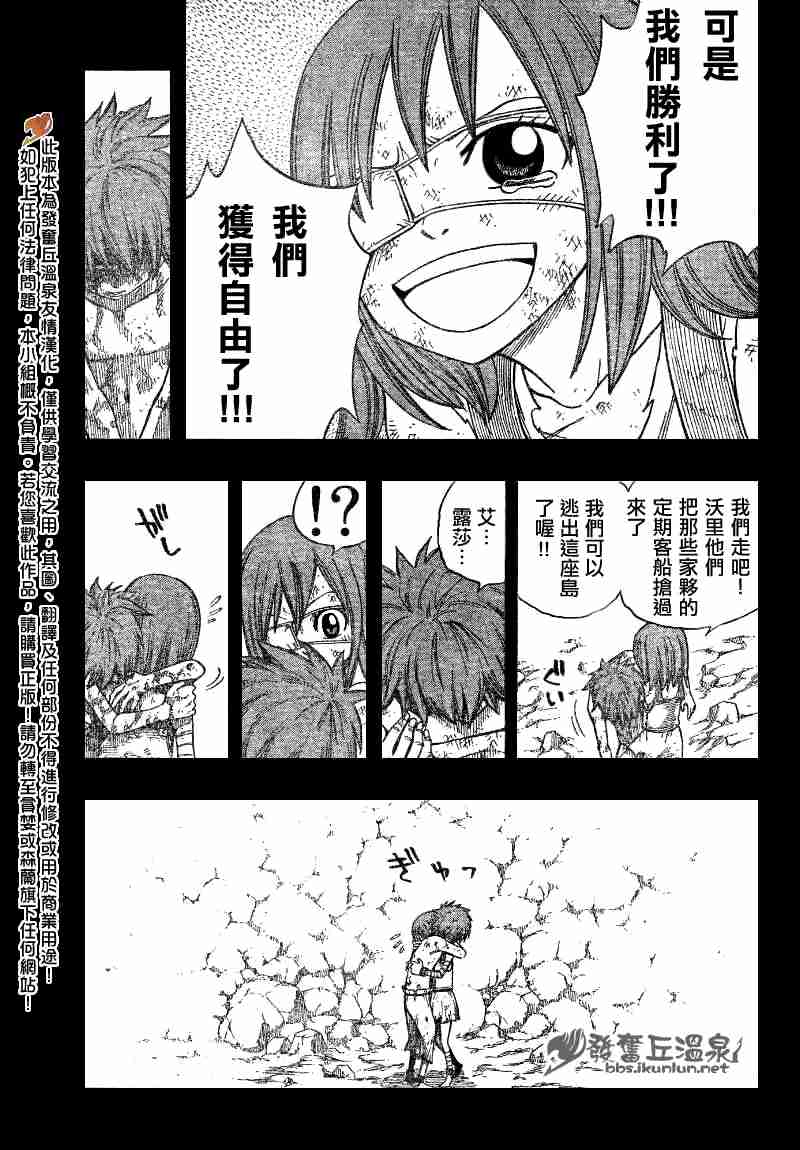 可是
我們勝利了!!!
我們
獲得自由了!!!
我們走吧!
沃里他們
把那些家夥的
定期客船搶過
來了
我們可以
逃出這座島
了喔!!
艾…
露莎…
!?
ぎゅっ
此版本為發奮丘溫泉友情漢化，僅供學習交流之用，其圖、翻譯及任何部份不得進行修改或用於商業用途！
如犯上任何法律問題，本小組概不負責。若您喜歡此作品，請購買正版！請勿轉至貪婪或森蘭旗下任何網站！
發奮丘溫泉
bbs.ikunlun.net